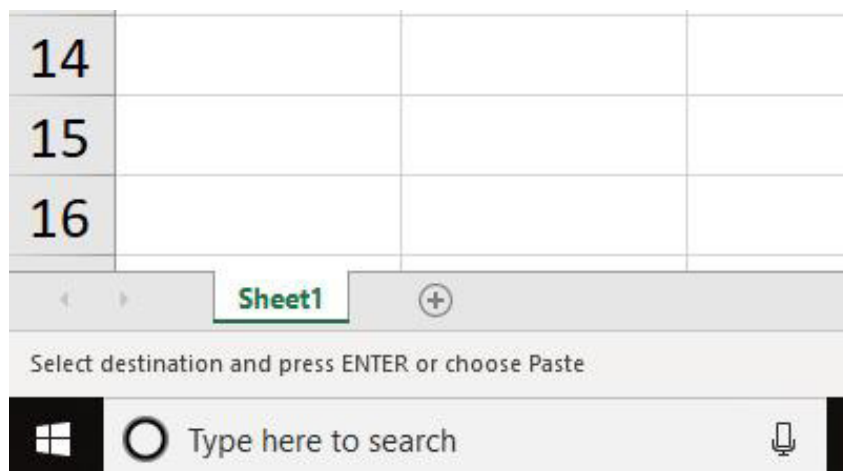 14
15
16
Sheet1
Select destination and press ENTER or choose Paste
Type here to search